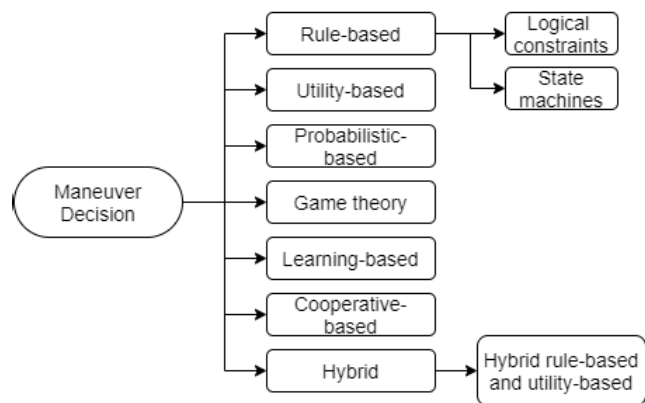 Rule-based
Logical
constraints
State
machines
Utility-based
Probabilistic-
based
Maneuver
Decision
Game theory
Learning-based
Cooperative-
based
Hybrid
Hybrid rule-based
and utility-based